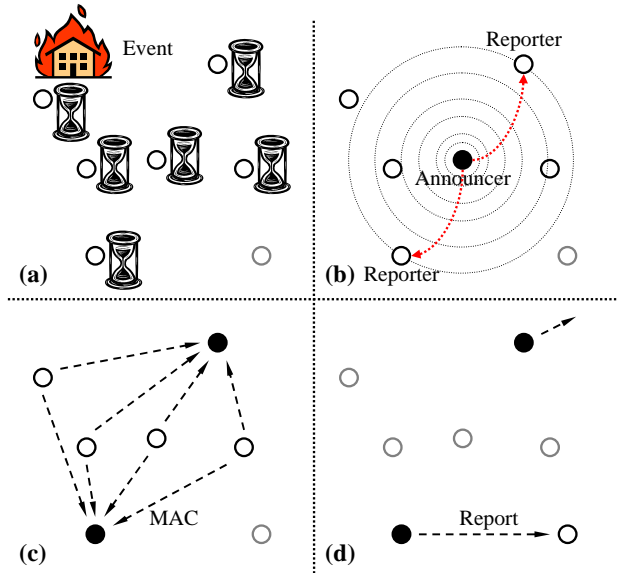 Event
(a)
Reporter
Announcer
Reporter
(b)
MAC
(c)
Report
(d)